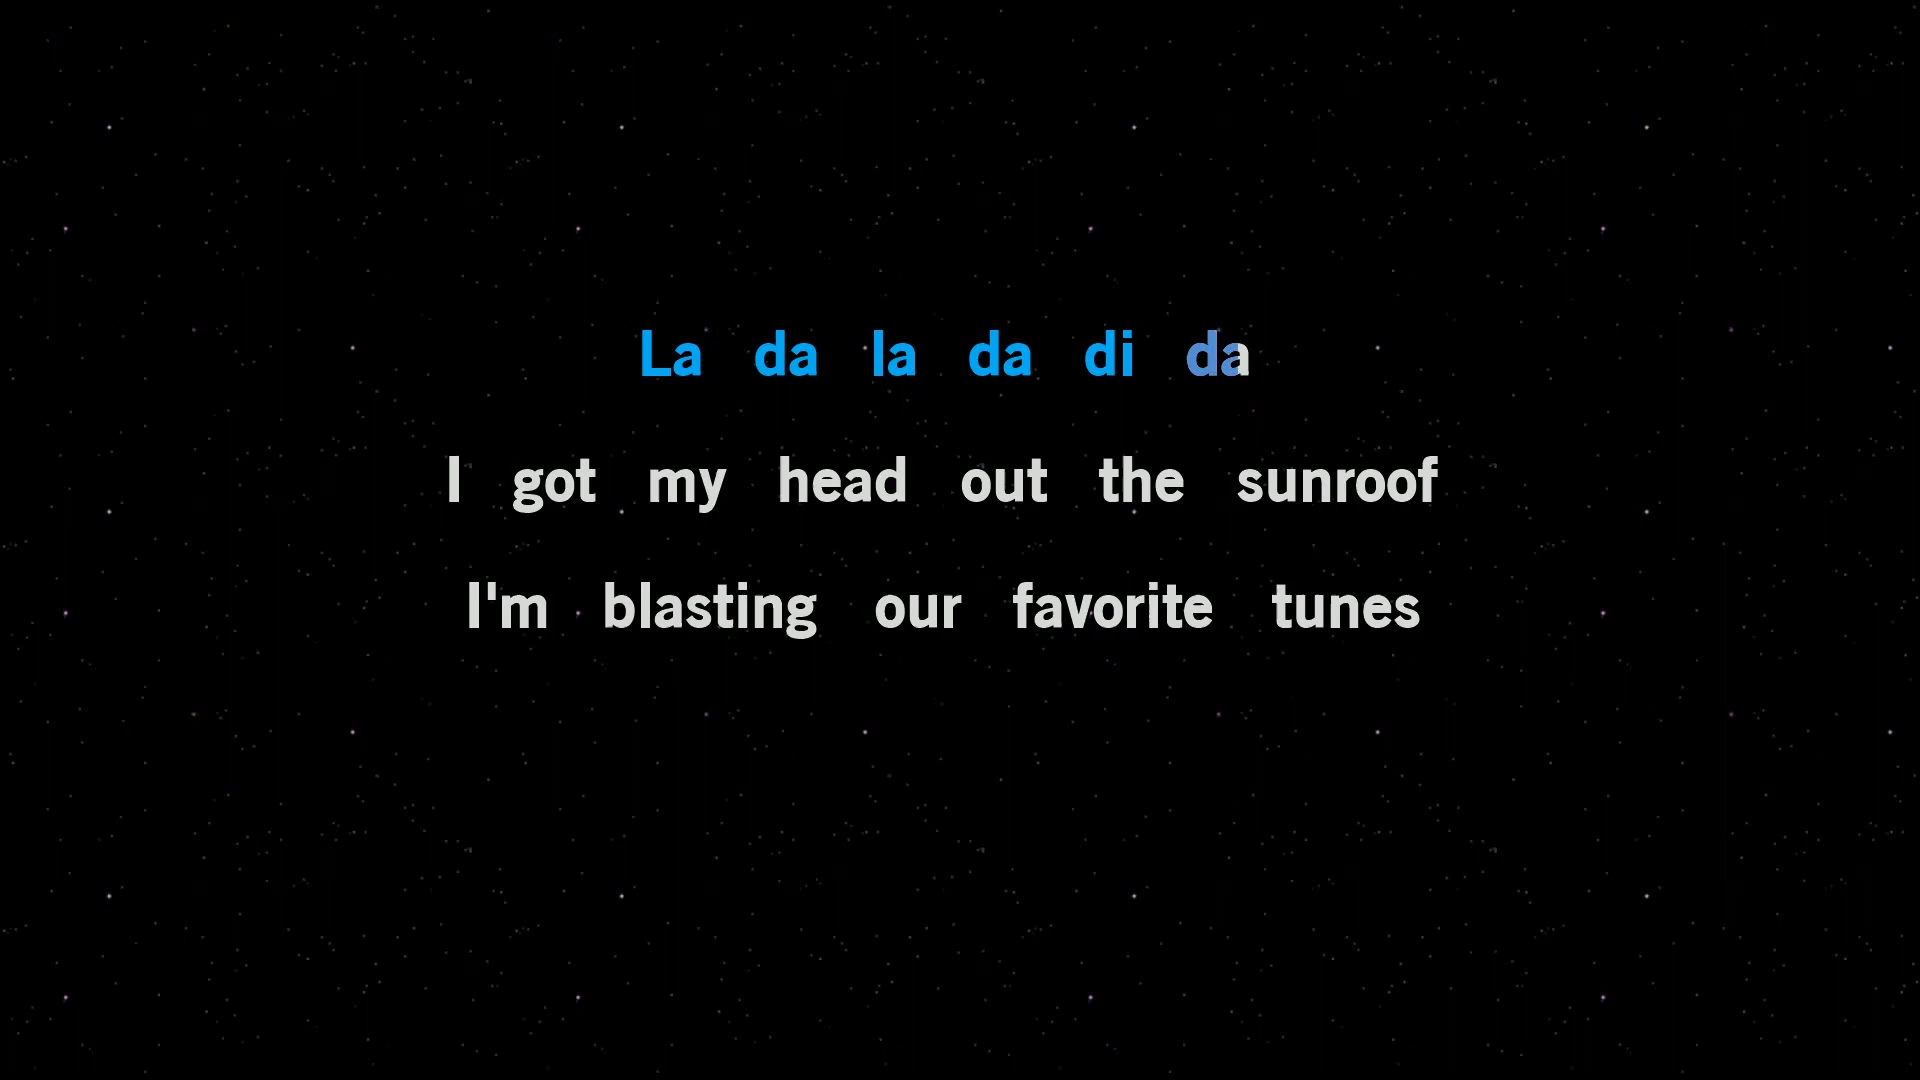 La da la da di da
I got my head out the sunroof
I'm blasting our favorite tunes